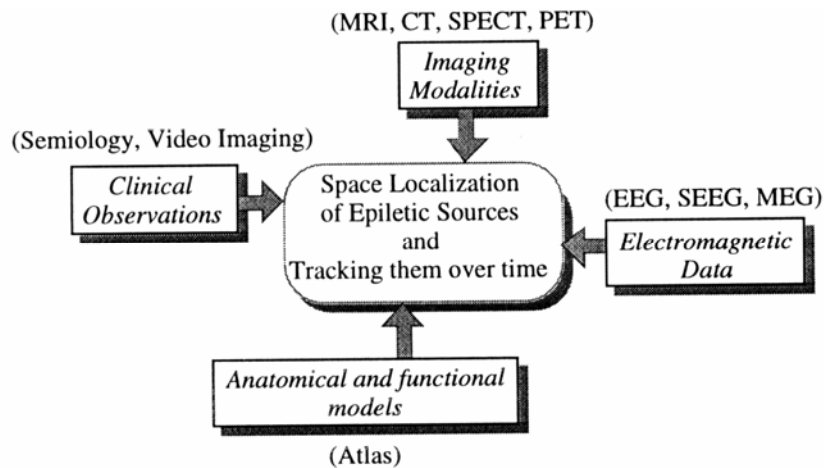 (MRI, CT, SPECT, PET)
Imaging
Modalities
(Semiology, Video Imaging)
Clinical
Observations
Space Localization
of Epiletic Sources
and
Tracking them over time
(EEG, SEEG, MEG)
Electromagnetic
Data
Anatomical and functional
models
(Atlas)